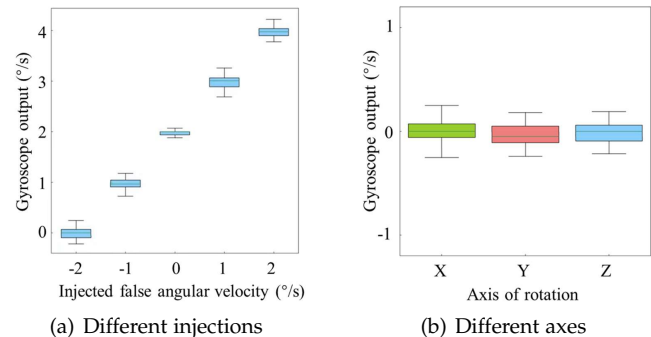 Gyroscope output (°/s)
4
3
2
1
0
-2 -1 0 1 2
Injected false angular velocity (°/s)
(a) Different injections
Gyroscope output (°/s)
1
0
-1
X Y Z
Axis of rotation
(b) Different axes